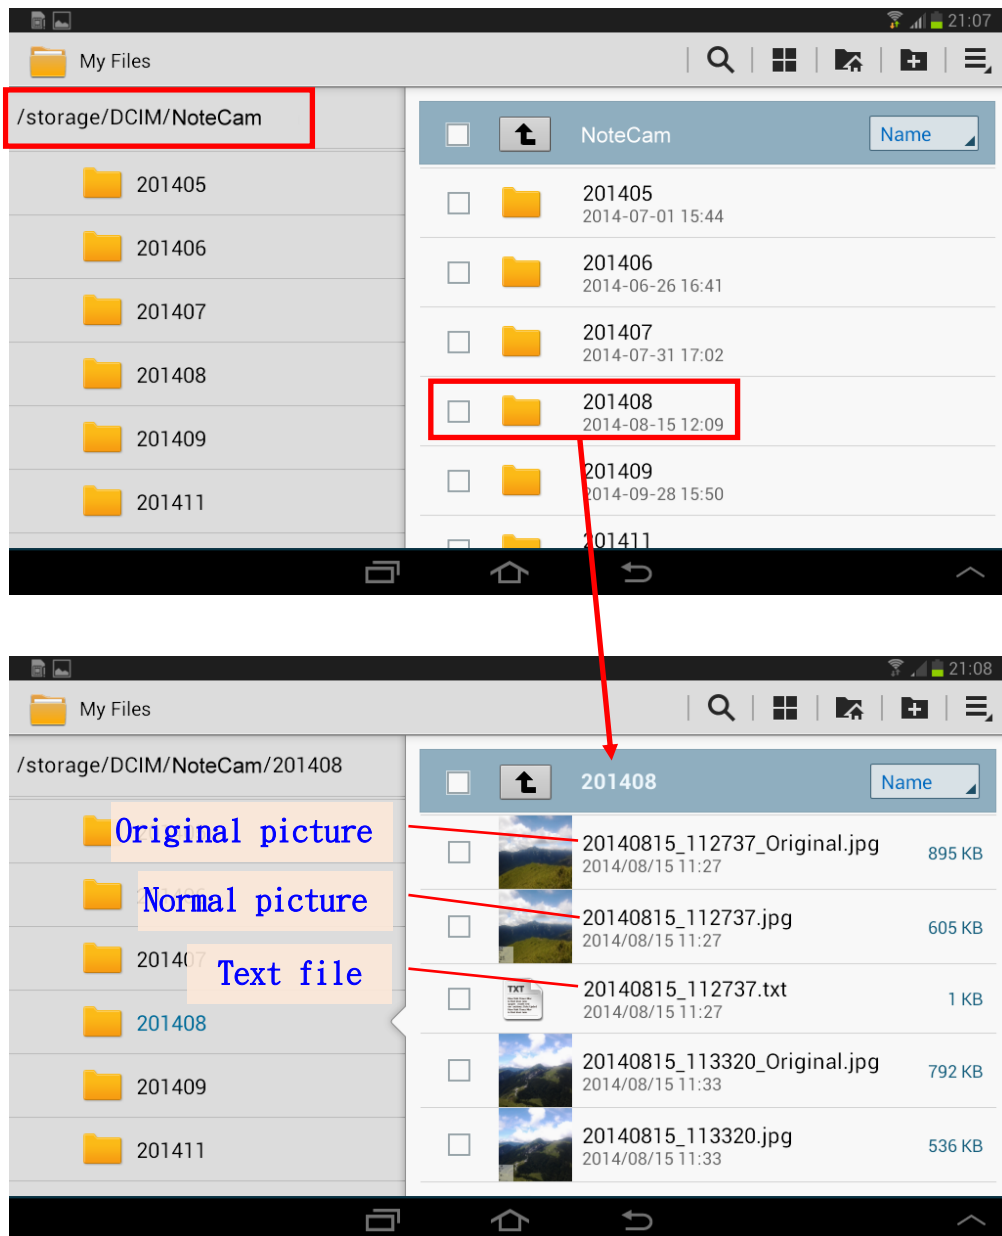 21:07
My Files
/storage/DCIM/NoteCam
201405
201406
201407
201408
201409
201411
NoteCam
Name
201405
2014-07-01 15:44
201406
2014-06-26 16:41
201407
2014-07-31 17:02
201408
2014-08-15 12:09
201409
2014-09-28 15:50
201411
21:08
My Files
/storage/DCIM/NoteCam/201408
Original picture
Normal picture
201407
Text file
201408
201409
201411
201408
Name
20140815_112737_Original.jpg
2014/08/15 11:27
895 KB
20140815_112737.jpg
2014/08/15 11:27
605 KB
TXT
20140815_112737.txt
2014/08/15 11:27
1 KB
20140815_113320_Original.jpg
2014/08/15 11:33
792 KB
20140815_113320.jpg
2014/08/15 11:33
536 KB